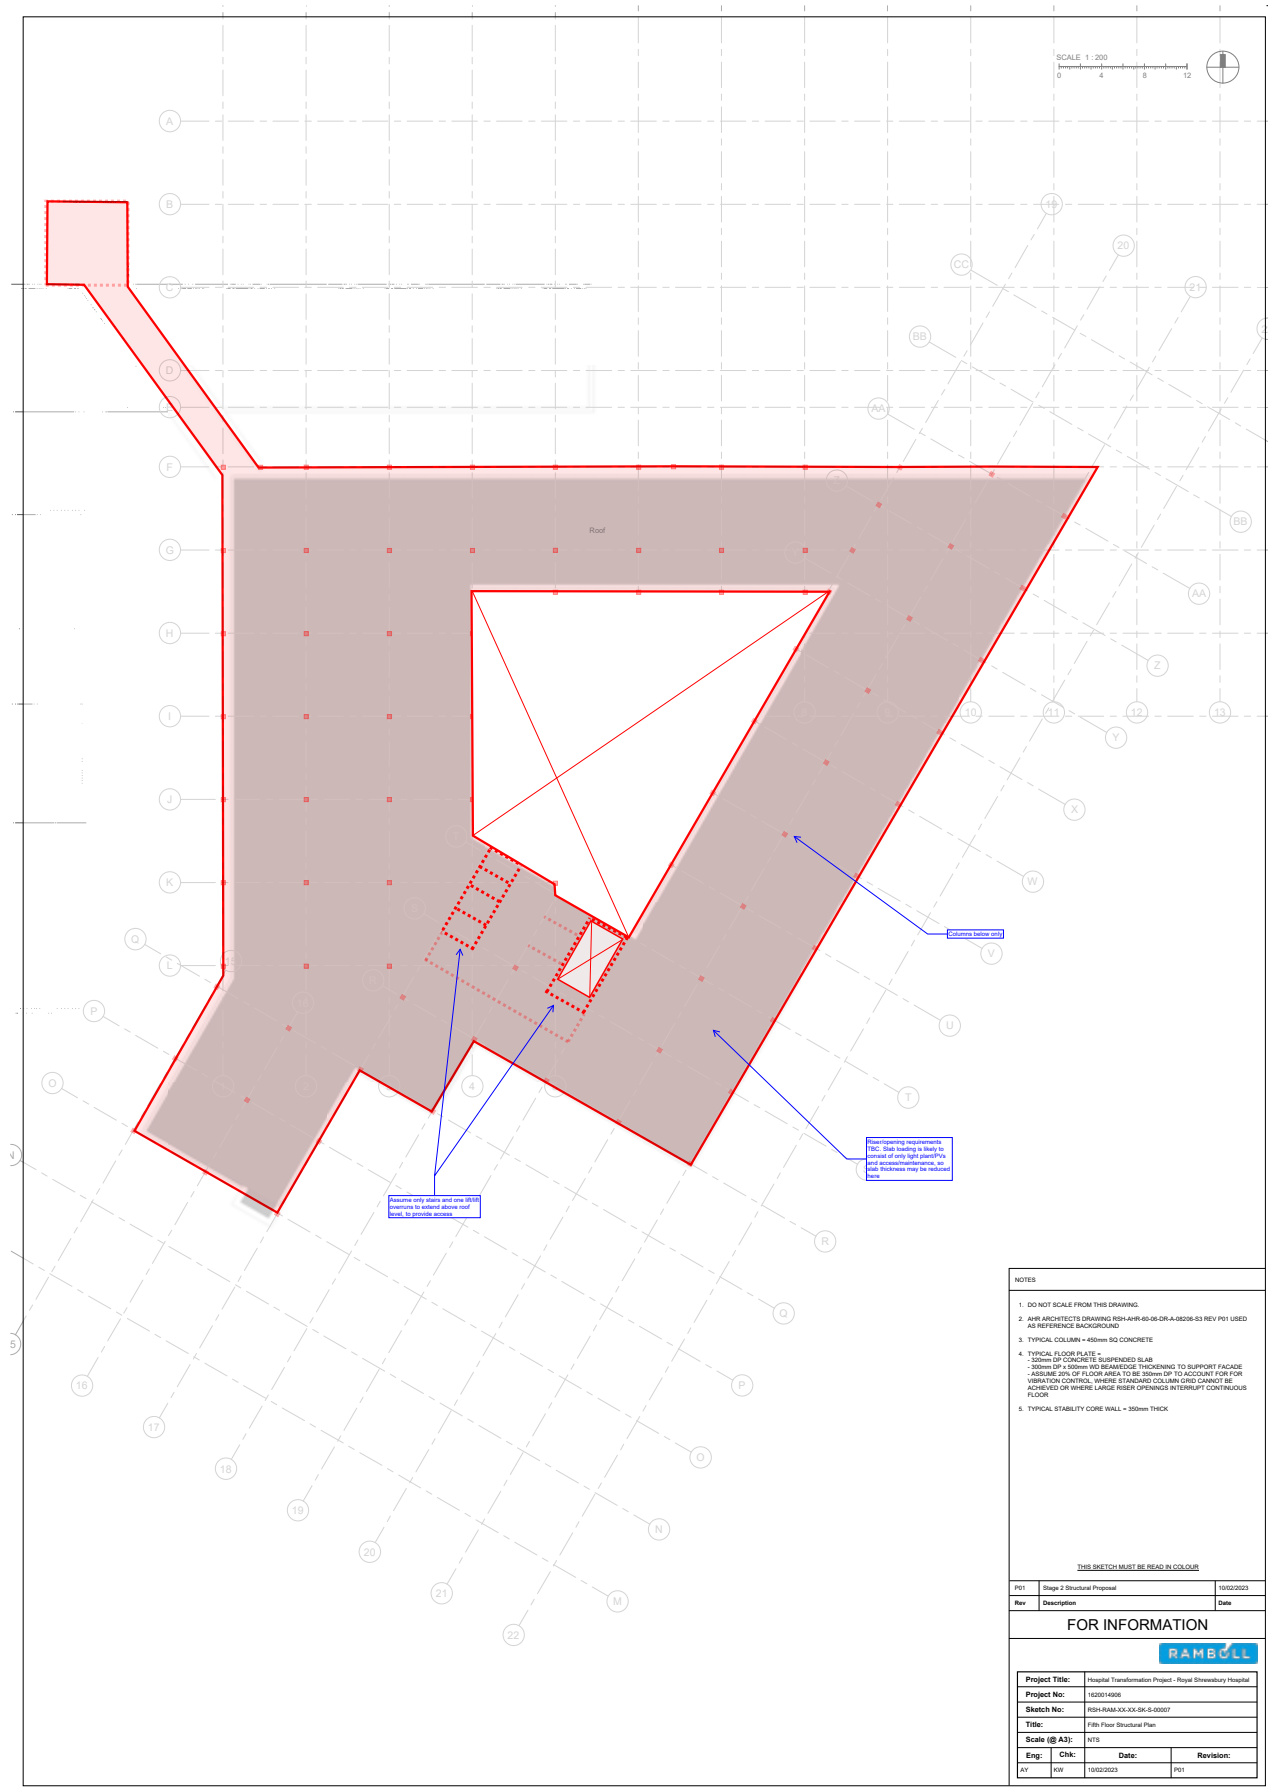 SCALE 1 : 200
0 4 8 12
A
B
C
D
F
G
H
I
J
K
L
Q
P
O
N
19
20
21
CC
BB
AA
BB
AA
Z
Y
X
W
V
U
T
R
Q
P
O
N
M
10
11
12
13
4
15
16
17
18
19
20
21
22
Roof
Columns below only
Riser/opening requirements
TBC. Slab loading is likely to
consist of only light plant/PVs
and access/maintenance, so
slab thickness may be reduced
here
Assume only stairs and one lift/lift
overruns to extend above roof
level, to provide access
NOTES
1. DO NOT SCALE FROM THIS DRAWING.
2. AHR ARCHITECTS DRAWING RSH-AHR-60-06-DR-A-08206-S3 REV P01 USED
AS REFERENCE BACKGROUND
3. TYPICAL COLUMN = 450mm SQ CONCRETE
4. TYPICAL FLOOR PLATE =
- 320mm DP CONCRETE SUSPENDED SLAB
- 300mm DP x 500mm WD BEAM/EDGE THICKENING TO SUPPORT FACADE
- ASSUME 20% OF FLOOR AREA TO BE 350mm DP TO ACCOUNT FOR FOR
VIBRATION CONTROL, WHERE STANDARD COLUMN GRID CANNOT BE
ACHIEVED OR WHERE LARGE RISER OPENINGS INTERRUPT CONTINUOUS
FLOOR
5. TYPICAL STABILITY CORE WALL = 350mm THICK
THIS SKETCH MUST BE READ IN COLOUR
P01 Stage 2 Structural Proposal 10/02/2023
Rev Description Date
FOR INFORMATION
RAMBOLL
Project Title: Hospital Transformation Project - Royal Shrewsbury Hospital
Project No: 1620014906
Sketch No: RSH-RAM-XX-XX-SK-S-00007
Title: Fifth Floor Structural Plan
Scale (@ A3): NTS
Eng: Chk: Date: Revision:
AY KW 10/02/2023 P01